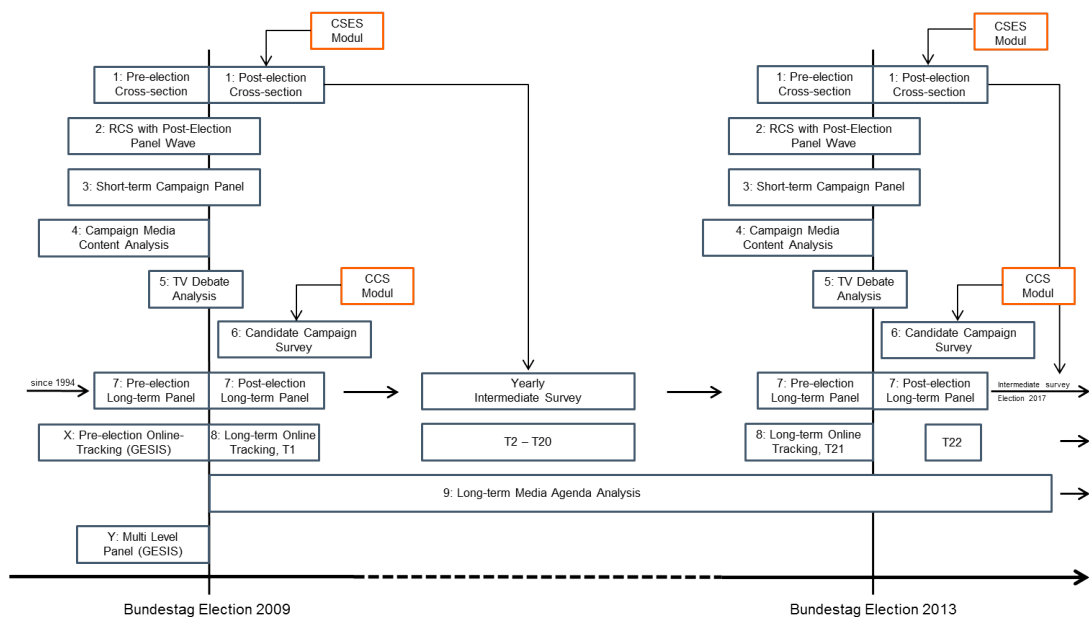 CSES
Modul
CSES
Modul
1: Pre-election
Cross-section
1: Post-election
Cross-section
1: Pre-election
Cross-section
1: Post-election
Cross-section
2: RCS with Post-Election
Panel Wave
2: RCS with Post-Election
Panel Wave
3: Short-term Campaign Panel
3: Short-term Campaign Panel
4: Campaign Media
Content Analysis
4: Campaign Media
Content Analysis
5: TV Debate
Analysis
CCS
Modul
5: TV Debate
Analysis
CCS
Modul
6: Candidate Campaign
Survey
6: Candidate Campaign
Survey
since 1994
7: Pre-election
Long-term Panel
7: Post-election
Long-term Panel
Yearly
Intermediate Survey
7: Pre-election
Long-term Panel
7: Post-election
Long-term Panel
Intermediate survey
Election 2017
X: Pre-election Online-
Tracking (GESIS)
8: Long-term Online
Tracking, T1
T2 – T20
8: Long-term Online
Tracking, T21
T22
9: Long-term Media Agenda Analysis
Y: Multi Level
Panel (GESIS)
Bundestag Election 2009
Bundestag Election 2013